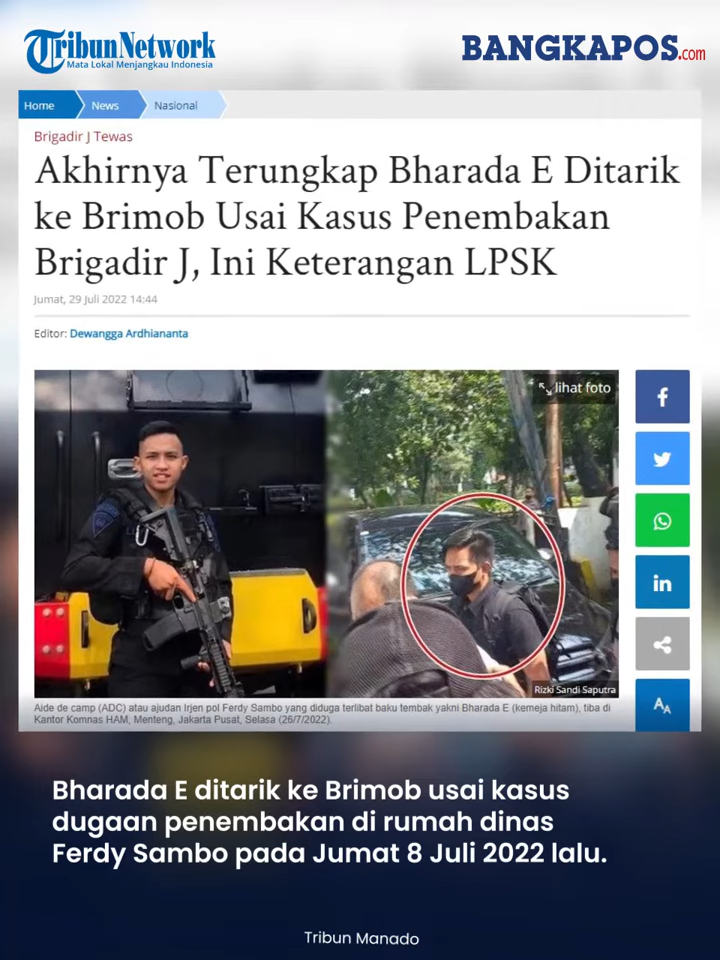 TribunNetwork
Mata Lokal Menjangkau Indonesia
BANGKAPOS.com
Home
News
Nasional
Brigadir J Tewas
Akhirnya Terungkap Bharada E Ditarik
ke Brimob Usai Kasus Penembakan
Brigadir J, Ini Keterangan LPSK
Jumat, 29 Juli 2022 14:44
Editor: Dewangga Ardhiananta
lihat foto
Rizki Sandi Saputra
Aide de camp (ADC) atau ajudan Irjen pol Ferdy Sambo yang diduga terlibat baku tembak yakni Bharada E (kemeja hitam), tiba di
Kantor Komnas HAM, Menteng, Jakarta Pusat, Selasa (26/7/2022).
Bharada E ditarik ke Brimob usai kasus
dugaan penembakan di rumah dinas
Ferdy Sambo pada Jumat 8 Juli 2022 lalu.
Tribun Manado